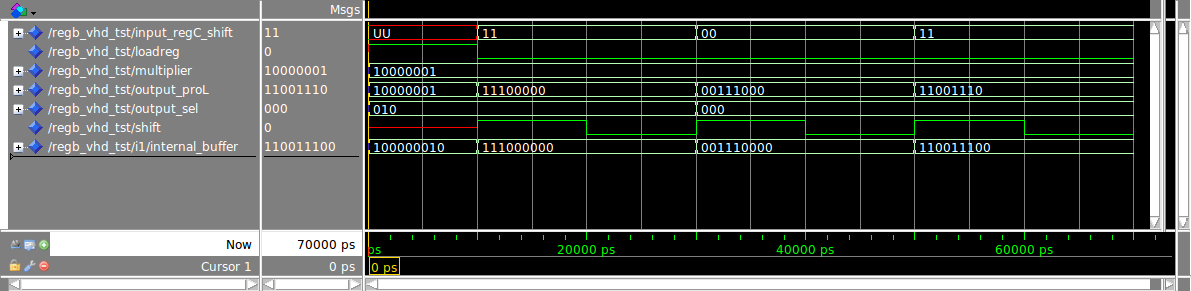 Msgs
/regb_vhd_tst/input_regC_shift 11 UU 11 00 11
/regb_vhd_tst/loadreg 0
/regb_vhd_tst/multiplier 10000001 10000001
/regb_vhd_tst/output_proL 11001110 10000001 11100000 00111000 11001110
/regb_vhd_tst/output_sel 000 010 000
/regb_vhd_tst/shift 0
/regb_vhd_tst/i1/internal_buffer 110011100 100000010 111000000 001110000 110011100
Now 70000 ps ps 20000 ps 40000 ps 60000 ps
Cursor 1 0 ps 0 ps